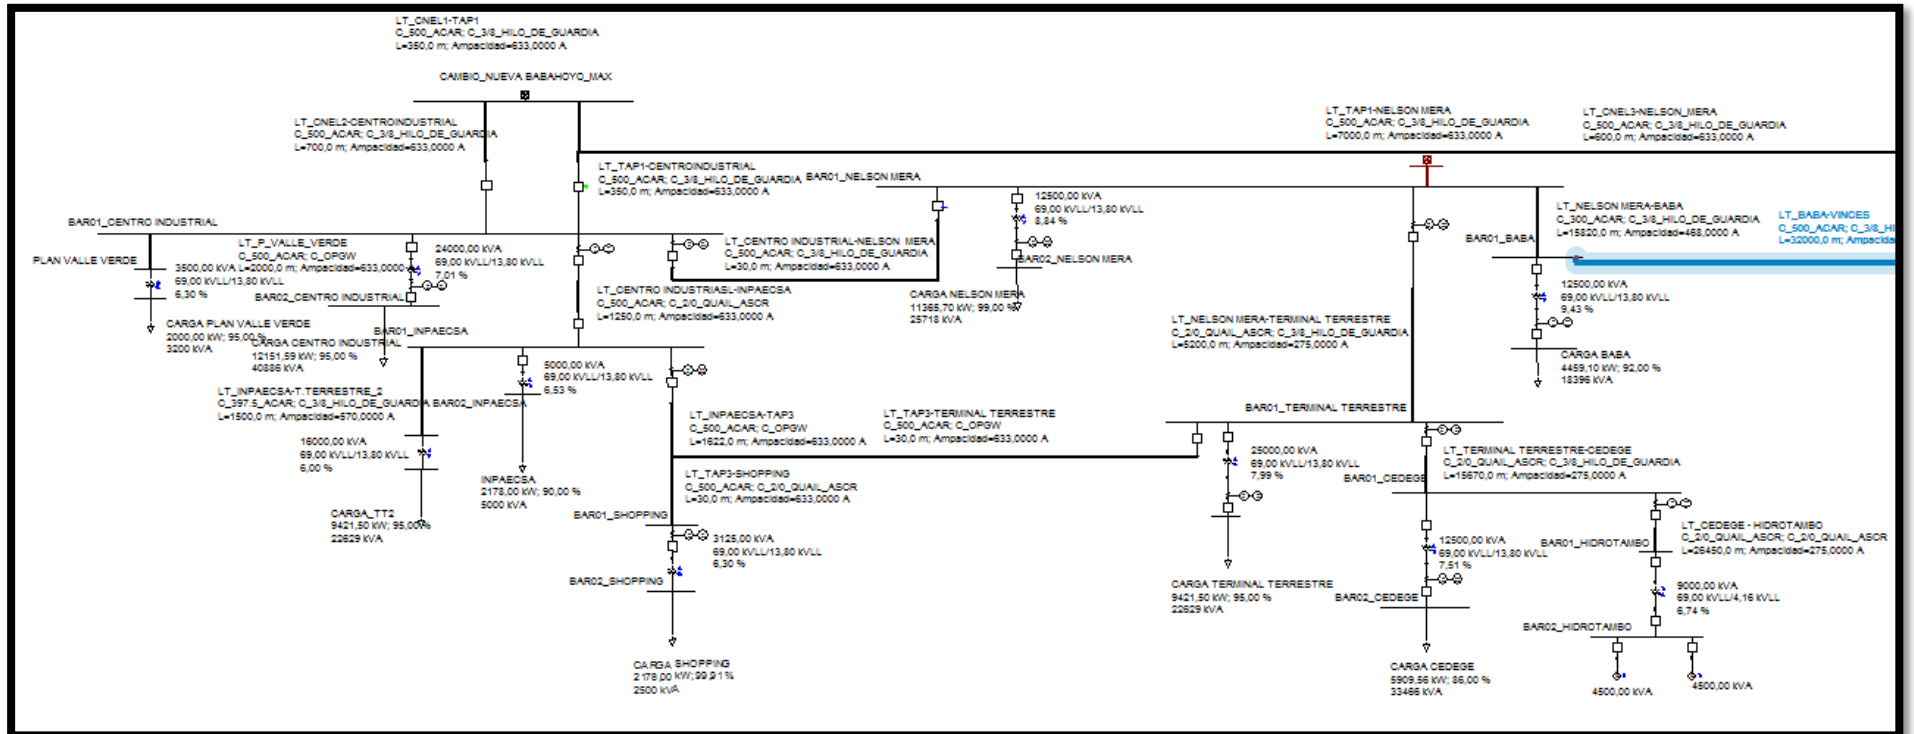 LT_CNEL1-TAP1
C_500_ACAR; C_3/8_HILO_DE_GUARDIA
L=350,0 m; Ampacidad=633,0000 A
CAMBIO_NUEVA BABAHOYO_MAX
LT_CNEL2-CENTROINDUSTRIAL
C_500_ACAR; C_3/8_HILO_DE_GUARDIA
L=700,0 m; Ampacidad=633,0000 A
LT_TAP1-NELSON MERA
C_500_ACAR; C_3/8_HILO_DE_GUARDIA
L=7000,0 m; Ampacidad=633,0000 A
LT_CNEL3-NELSON_MERA
C_500_ACAR; C_3/8_HILO_DE_GUARDIA
L=600,0 m; Ampacidad=633,0000 A
LT_TAP1-CENTROINDUSTRIAL
C_500_ACAR; C_3/8_HILO_DE_GUARDIA
L=350,0 m; Ampacidad=633,0000 A
BAR01_NELSON MERA
12500,00 kVA
69,00 kVLL/13,80 kVLL
8,84 %
LT_NELSON MERA-BABA
C_300_ACAR; C_3/8_HILO_DE_GUARDIA
L=15820,0 m; Ampacidad=468,0000 A
LT_BABA-VINCES
C_500_ACAR; C_3/8_HI
L=32000,0 m; Ampacida
BAR01_CENTRO INDUSTRIAL
BAR01_BABA
PLAN VALLE VERDE
LT_P_VALLE_VERDE
C_500_ACAR; C_OPGW
L=2000,0 m; Ampacidad=633,0000
3500,00 kVA
69,00 kVLL/13,80 kVLL
6,30 %
24000,00 kVA
69,00 kVLL/13,80 kVLL
7,01 %
LT_CENTRO INDUSTRIAL-NELSON MERA
C_500_ACAR; C_3/8_HILO_DE_GUARDIA
L=30,0 m; Ampacidad=633,0000 A
BAR02_NELSON MERA
BAR02_CENTRO INDUSTRIAL
LT_CENTRO INDUSTRIASL-INPAECSA
C_500_ACAR; C_2/0_QUAIL_ASCR
L=1250,0 m; Ampacidad=633,0000 A
CARGA NELSON MERA
11365,70 kW; 99,00 %
25718 kVA
12500,00 kVA
69,00 kVLL/13,80 kVLL
9,43 %
CARGA PLAN VALLE VERDE
2000,00 kW; 95,00 %
3200 kVA
BAR01_INPAECSA
CARGA CENTRO INDUSTRIAL
12151,59 kW; 95,00 %
40886 kVA
LT_NELSON MERA-TERMINAL TERRESTRE
C_2/0_QUAIL_ASCR; C_3/8_HILO_DE_GUARDIA
L=5200,0 m; Ampacidad=275,0000 A
CARGA BABA
4459,10 kW; 92,00 %
18396 kVA
5000,00 kVA
69,00 kVLL/13,80 kVLL
6,53 %
LT_INPAECSA-T.TERRESTRE_2
C_397.5_ACAR; C_3/8_HILO_DE_GUARDIA
L=1500,0 m; Ampacidad=570,0000 A
BAR02_INPAECSA
LT_INPAECSA-TAP3
C_500_ACAR; C_OPGW
L=1622,0 m; Ampacidad=633,0000 A
LT_TAP3-TERMINAL TERRESTRE
C_500_ACAR; C_OPGW
L=30,0 m; Ampacidad=633,0000 A
BAR01_TERMINAL TERRESTRE
16000,00 kVA
69,00 kVLL/13,80 kVLL
6,00 %
25000,00 kVA
69,00 kVLL/13,80 kVLL
7,99 %
LT_TERMINAL TERRESTRE-CEDEGE
C_2/0_QUAIL_ASCR; C_3/8_HILO_DE_GUARDIA
L=15670,0 m; Ampacidad=275,0000 A
BAR01_CEDEGE
INPAECSA
2178,00 kW; 90,00 %
5000 kVA
LT_TAP3-SHOPPING
C_500_ACAR; C_2/0_QUAIL_ASCR
L=30,0 m; Ampacidad=633,0000 A
CARGA_TT2
9421,50 kW; 95,00 %
22629 kVA
BAR01_SHOPPING
3125,00 kVA
69,00 kVLL/13,80 kVLL
6,30 %
BAR02_SHOPPING
LT_CEDEGE - HIDROTAMBO
C_2/0_QUAIL_ASCR; C_2/0_QUAIL_ASCR
L=26450,0 m; Ampacidad=275,0000 A
BAR01_HIDROTAMBO
12500,00 kVA
69,00 kVLL/13,80 kVLL
7,51 %
CARGA TERMINAL TERRESTRE
9421,50 kW; 95,00 %
22629 kVA
BAR02_CEDEGE
9000,00 kVA
69,00 kVLL/4,16 kVLL
6,74 %
BAR02_HIDROTAMBO
CARGA SHOPPING
2178,00 kW; 99,91 %
2500 kVA
CARGA CEDEGE
5909,56 kW; 86,00 %
33466 kVA
4500,00 kVA
4500,00 kVA